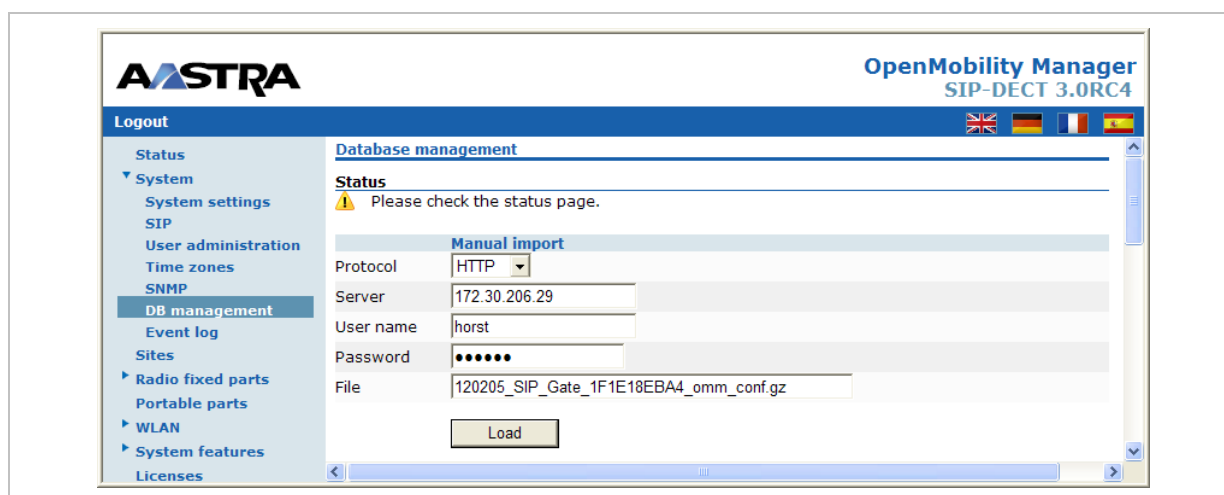 AASTRA
OpenMobility Manager
SIP-DECT 3.0RC4
Logout
Status
System
System settings
SIP
User administration
Time zones
SNMP
DB management
Event log
Sites
Radio fixed parts
Portable parts
WLAN
System features
Licenses
Database management
Status
Please check the status page.
Manual import
Protocol HTTP
Server 172.30.206.29
User name horst
Password ●●●●●●
File 120205_SIP_Gate_1F1E18EBA4_omm_conf.gz
Load